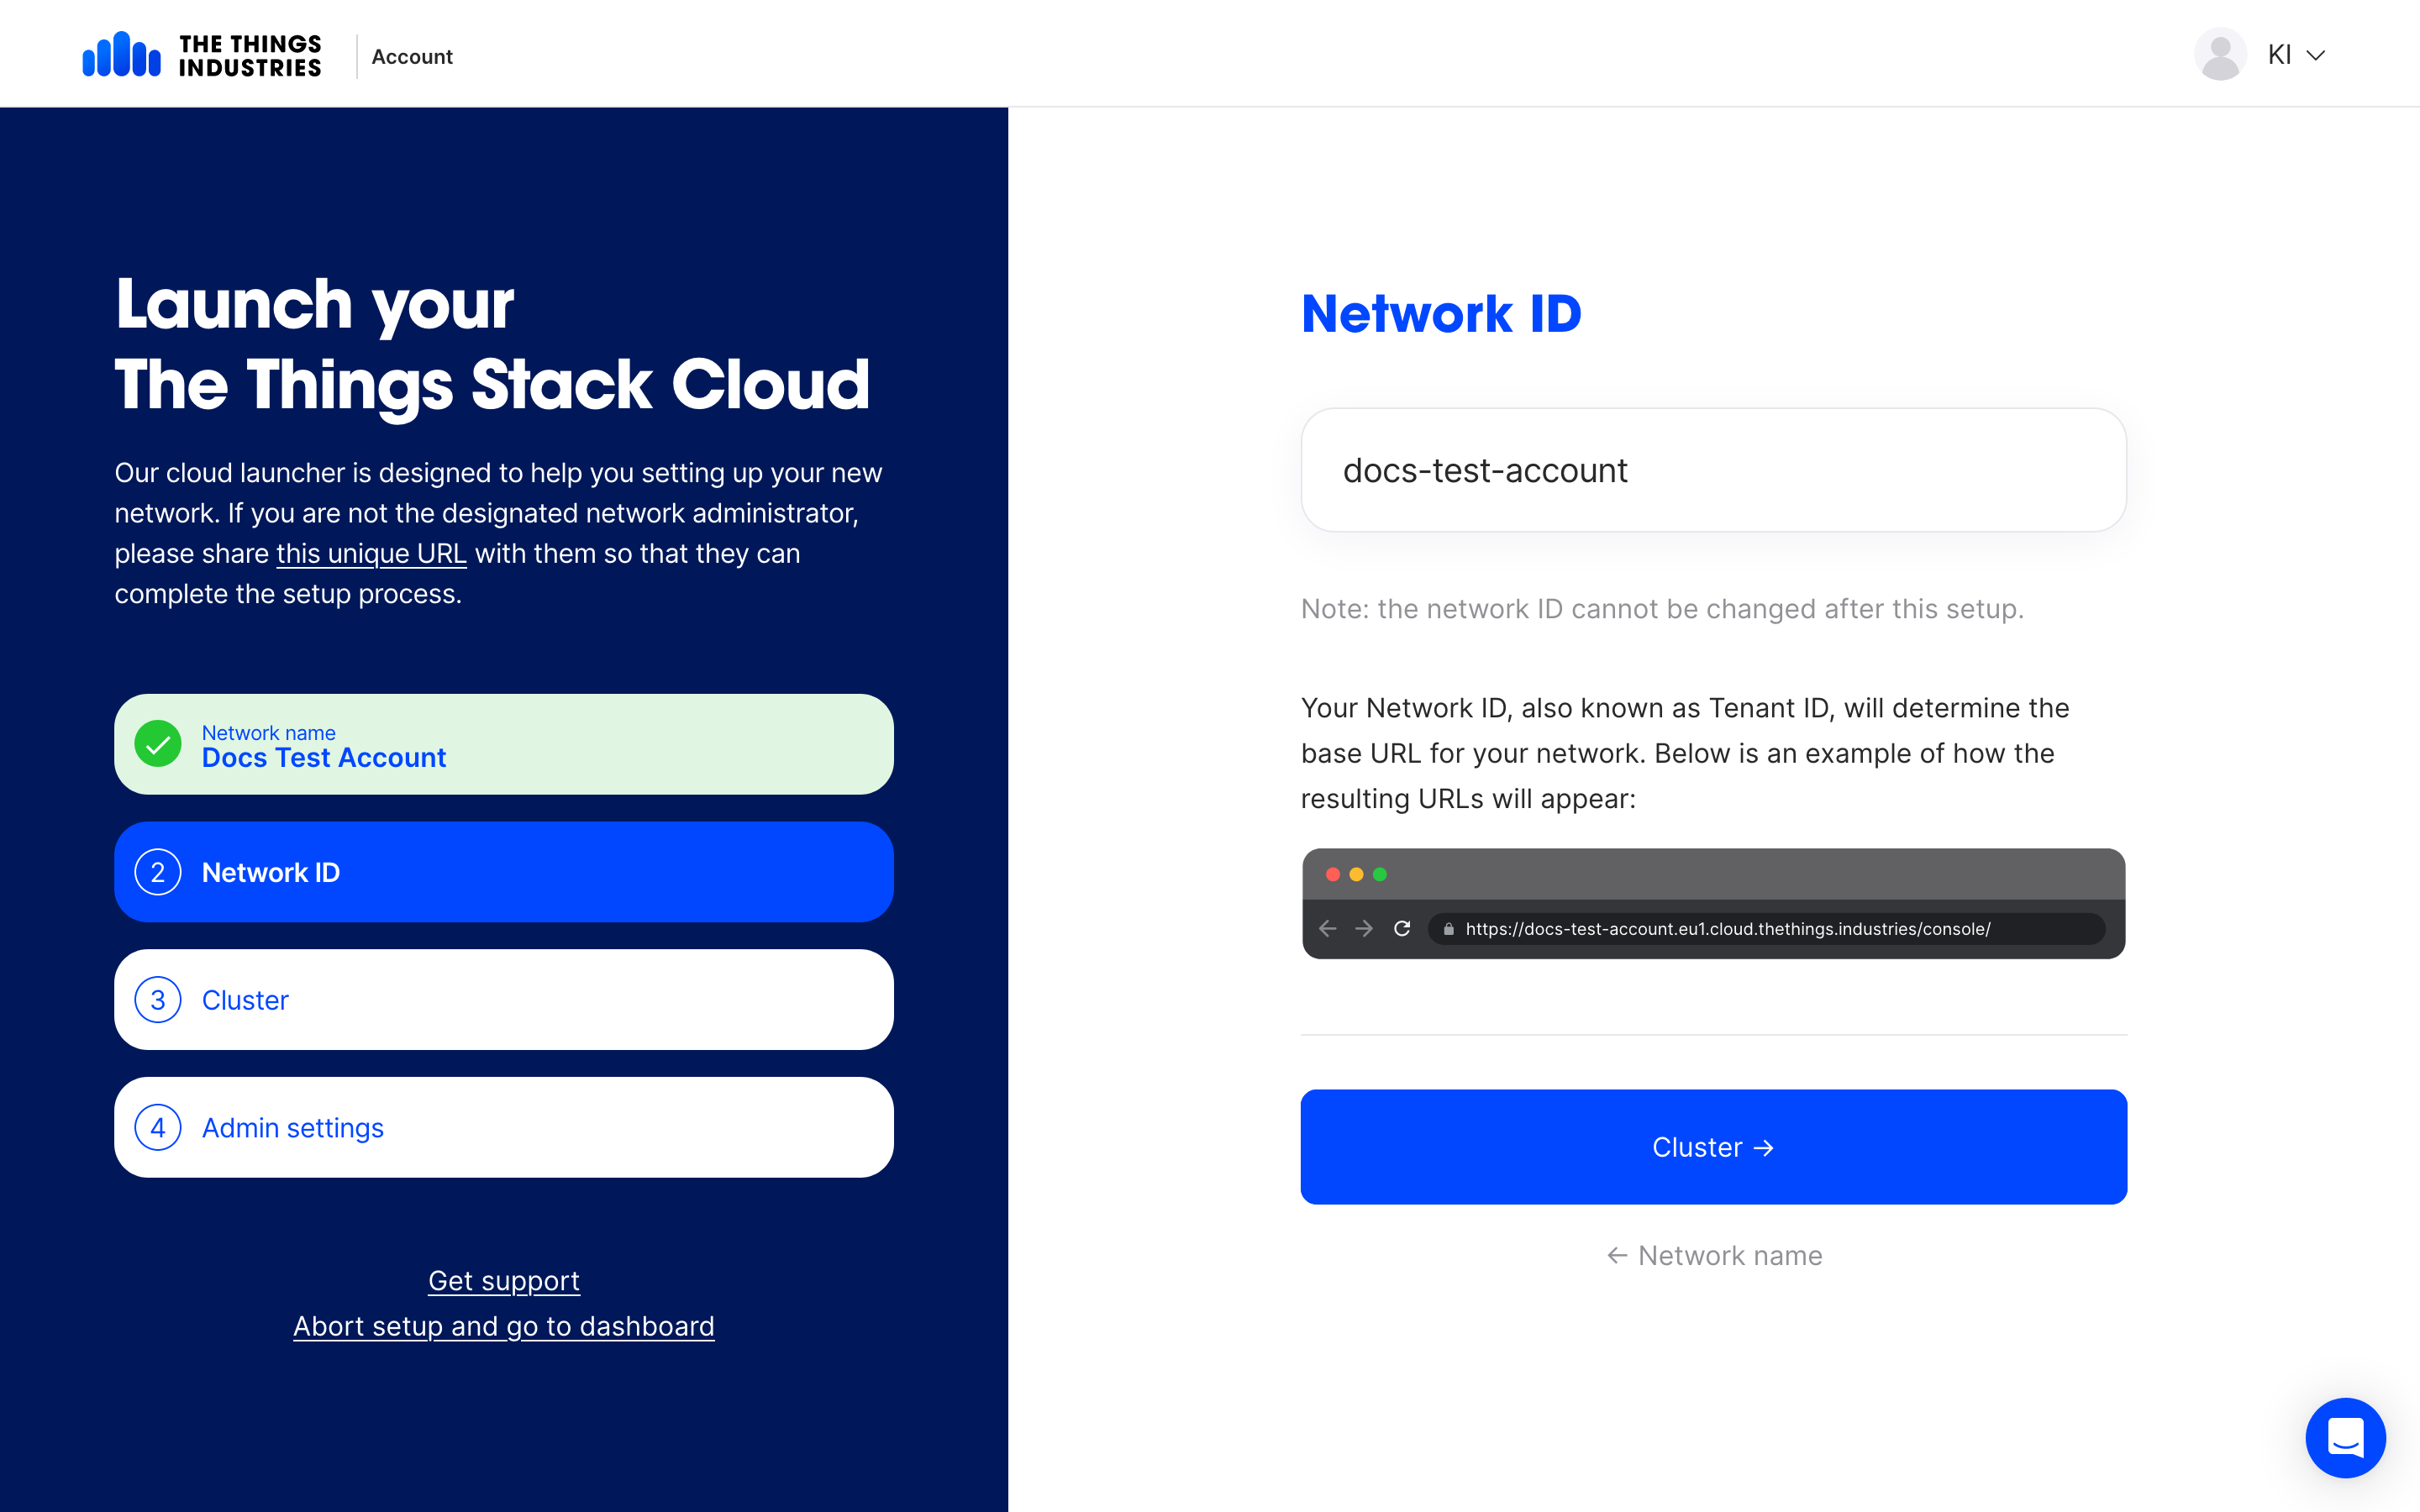 THE THINGS
INDUSTRIES
Account
KI
Launch your
The Things Stack Cloud
Our cloud launcher is designed to help you setting up your new
network. If you are not the designated network administrator,
please share this unique URL with them so that they can
complete the setup process.
Network name
Docs Test Account
2
Network ID
3
Cluster
4
Admin settings
Get support
Abort setup and go to dashboard
Network ID
docs-test-account
Note: the network ID cannot be changed after this setup.
Your Network ID, also known as Tenant ID, will determine the
base URL for your network. Below is an example of how the
resulting URLs will appear:
https://docs-test-account.eu1.cloud.thethings.industries/console/
Cluster →
← Network name